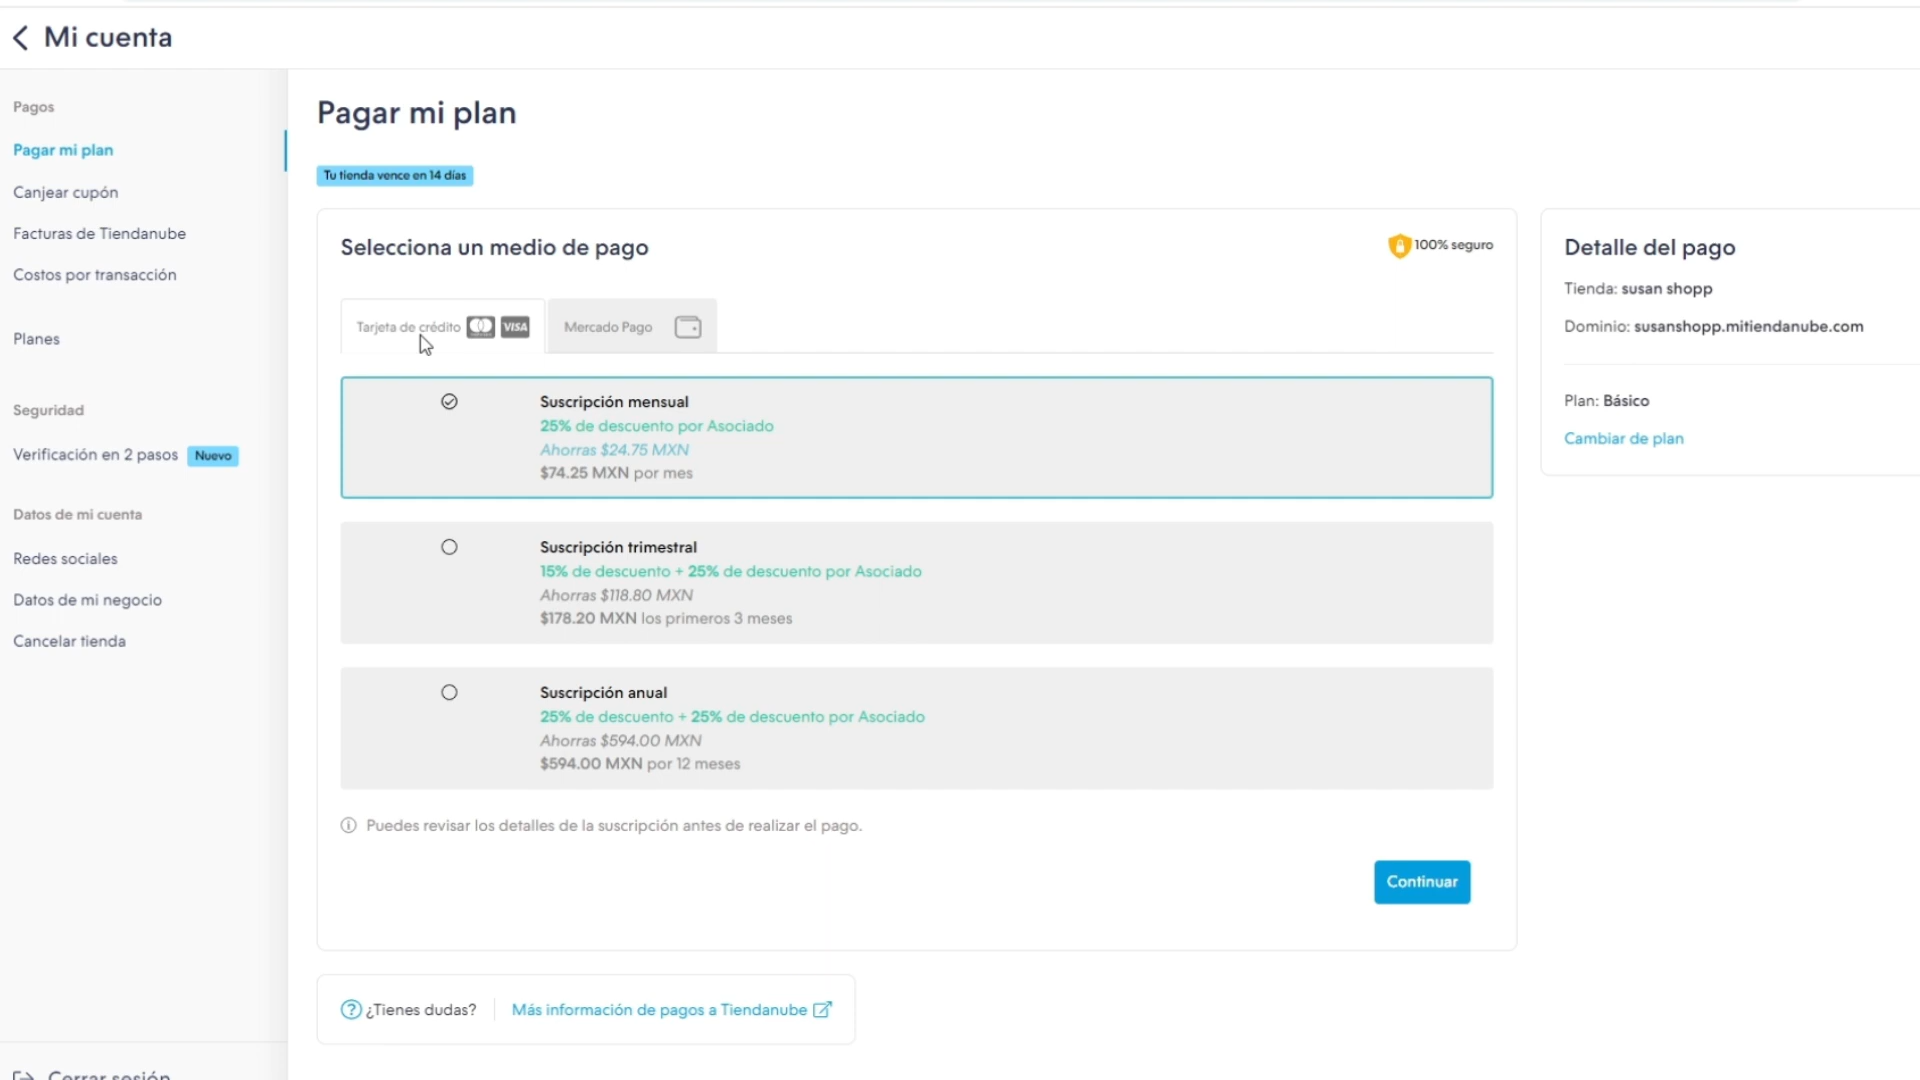 Mi cuenta
Pagos
Pagar mi plan
Canjear cupón
Facturas de Tiendanube
Costos por transacción
Planes
Seguridad
Verificación en 2 pasos Nuevo
Datos de mi cuenta
Redes sociales
Datos de mi negocio
Cancelar tienda
Cerrar sesión
Pagar mi plan
Tu tienda vence en 14 días
Selecciona un medio de pago
100% seguro
Tarjeta de crédito VISA
Mercado Pago
Suscripción mensual
25% de descuento por Asociado
Ahorras $24.75 MXN
$74.25 MXN por mes
Suscripción trimestral
15% de descuento + 25% de descuento por Asociado
Ahorras $118.80 MXN
$178.20 MXN los primeros 3 meses
Suscripción anual
25% de descuento + 25% de descuento por Asociado
Ahorras $594.00 MXN
$594.00 MXN por 12 meses
Puedes revisar los detalles de la suscripción antes de realizar el pago.
Continuar
¿Tienes dudas?
Más información de pagos a Tiendanube
Detalle del pago
Tienda: susan shopp
Dominio: susanshopp.mitiendanube.com
Plan: Básico
Cambiar de plan